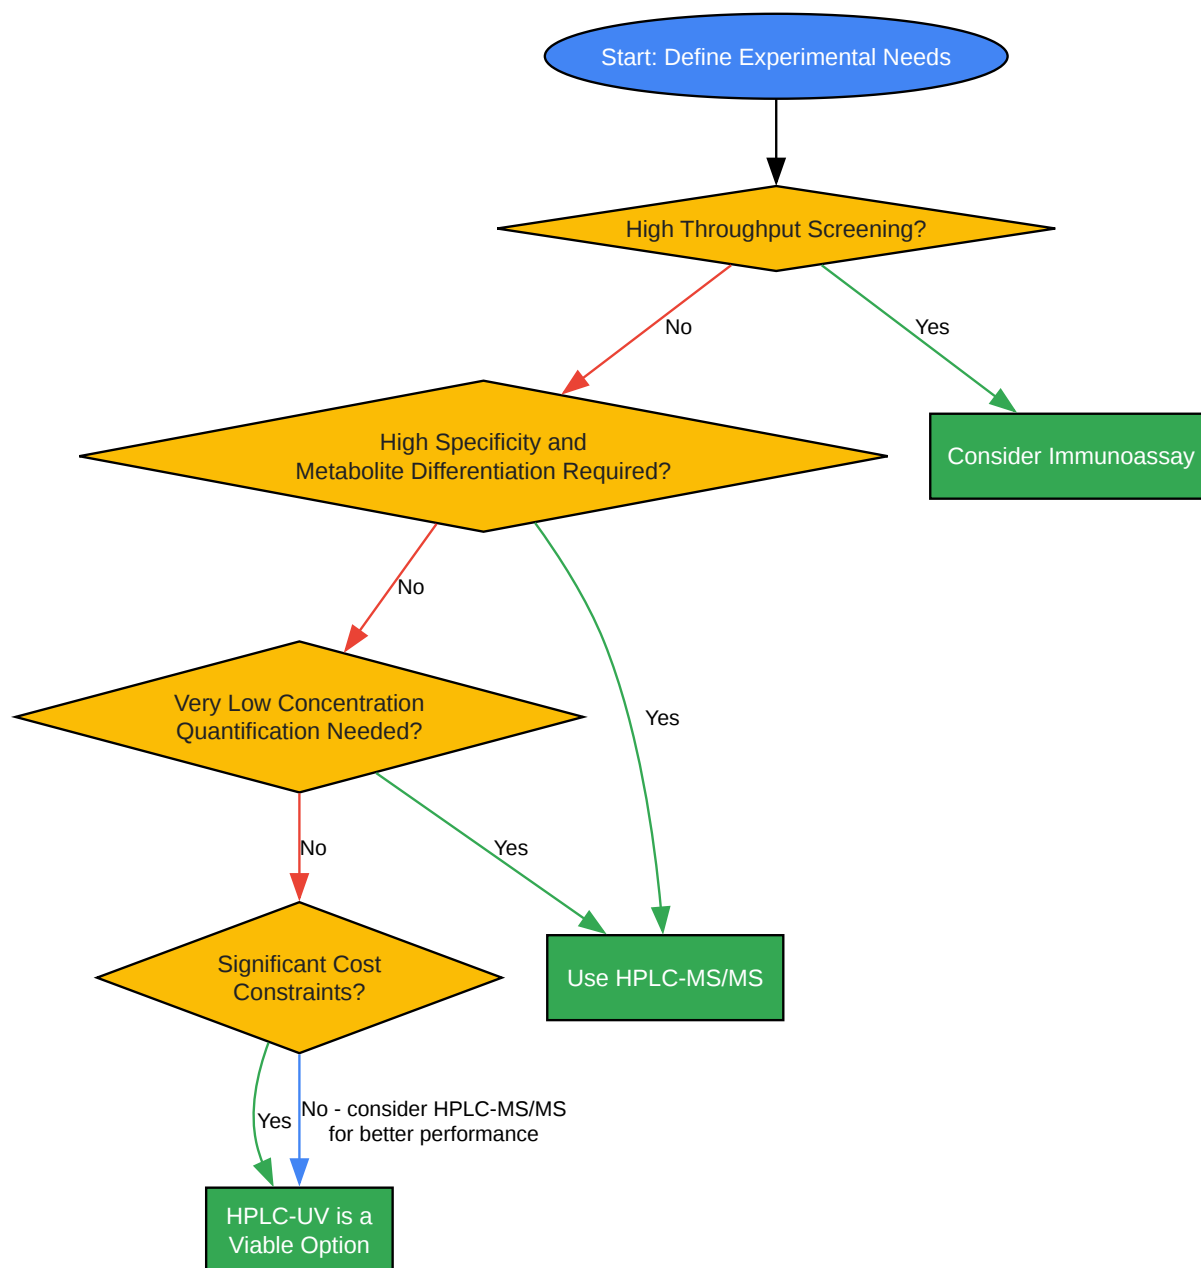 Start: Define Experimental Needs
High Throughput Screening?
No
Yes
High Specificity and
Metabolite Differentiation Required?
Consider Immunoassay
No
Yes
Very Low Concentration
Quantification Needed?
No
Yes
Significant Cost
Constraints?
Use HPLC-MS/MS
Yes
No - consider HPLC-MS/MS
for better performance
HPLC-UV is a
Viable Option